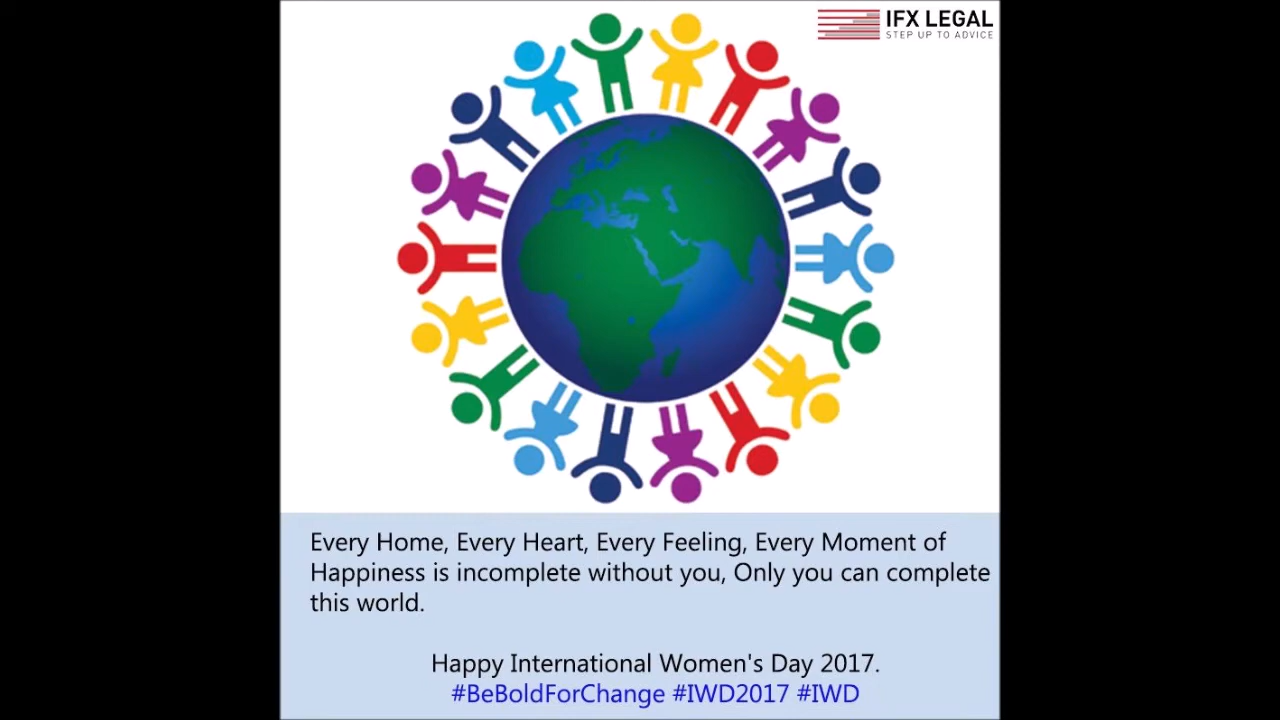 IFX LEGAL
STEP UP TO ADVICE
Every Home, Every Heart, Every Feeling, Every Moment of
Happiness is incomplete without you, Only you can complete
this world.
Happy International Women's Day 2017.
#BeBoldForChange #IWD2017 #IWD